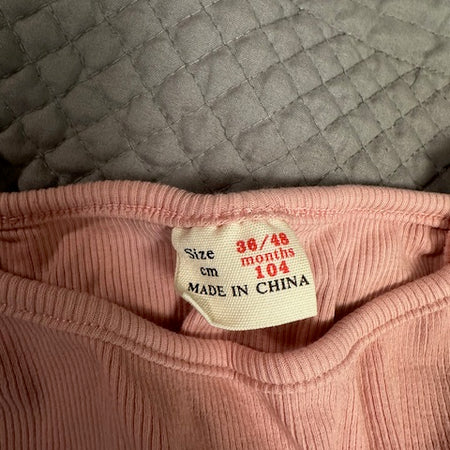 Size 36/48
cm months
104
MADE IN CHINA